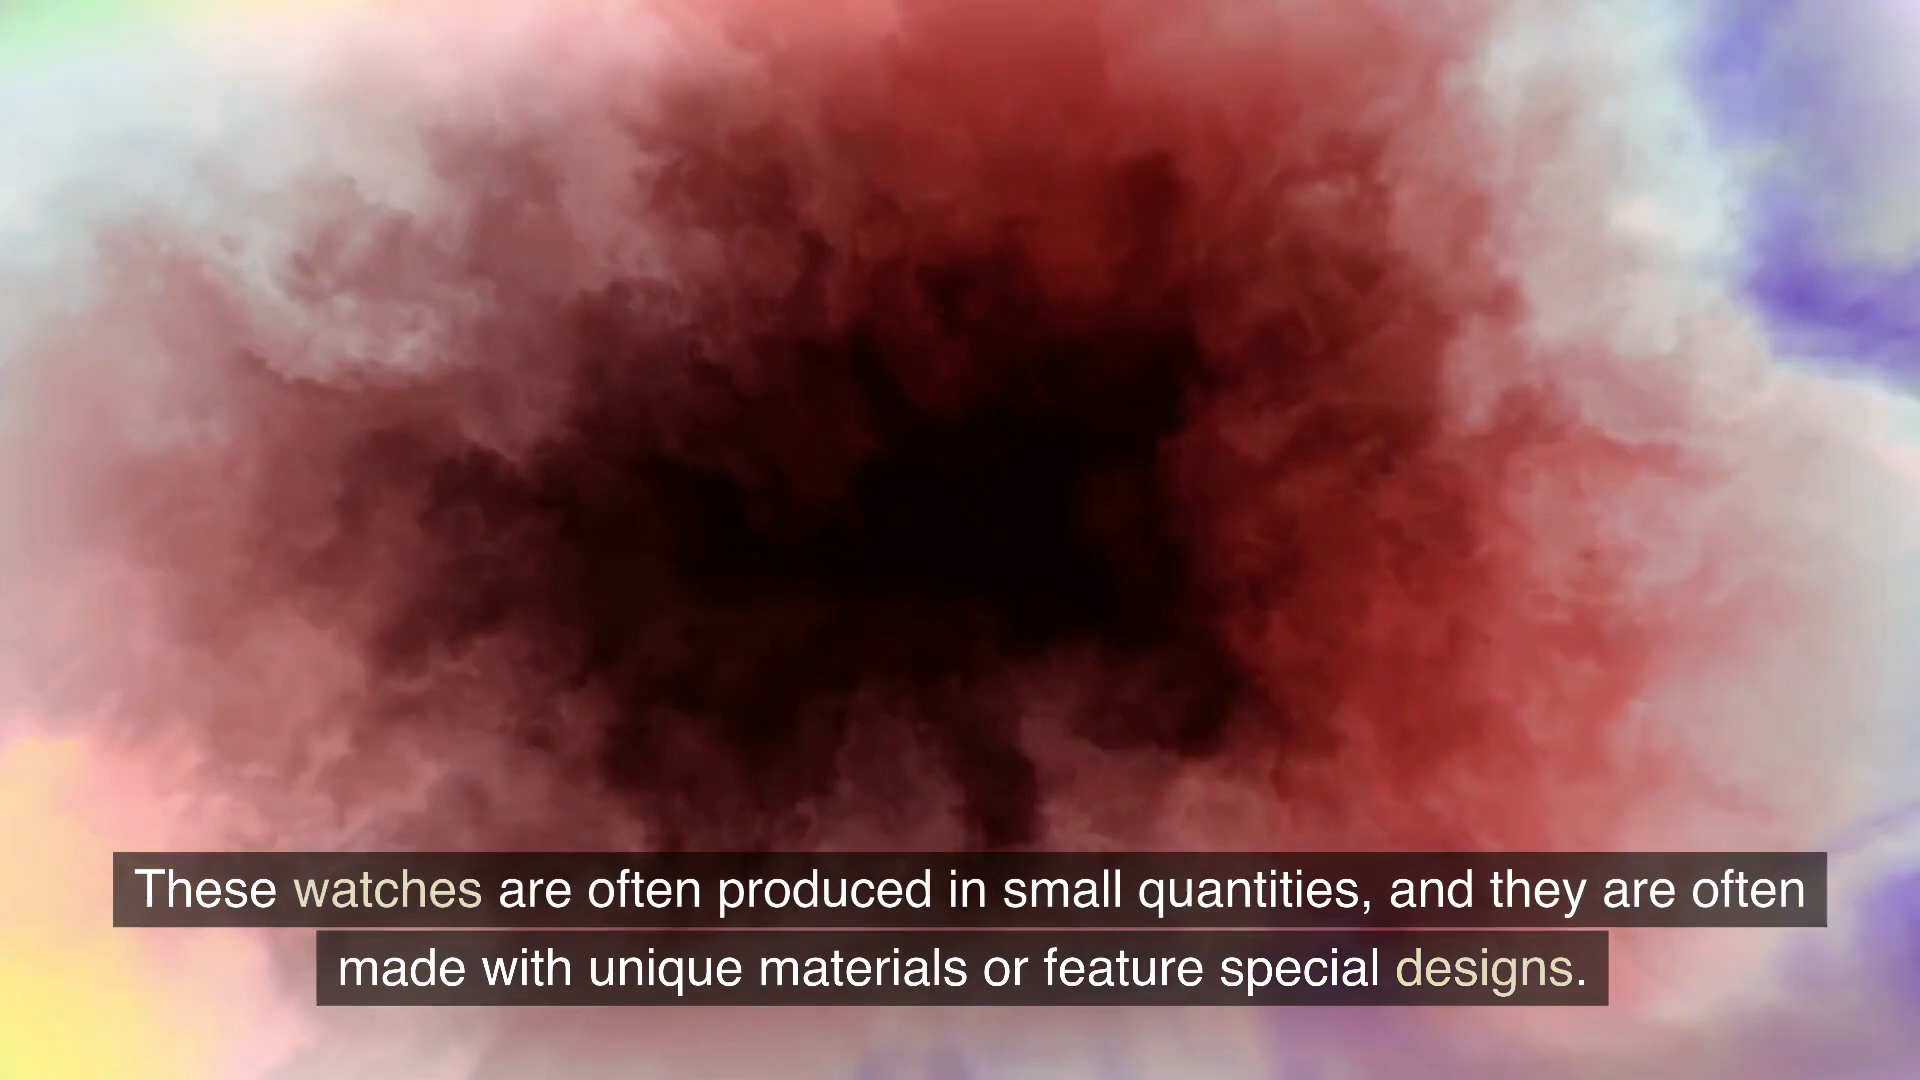 These watches are often produced in small quantities, and they are often
made with unique materials or feature special designs.